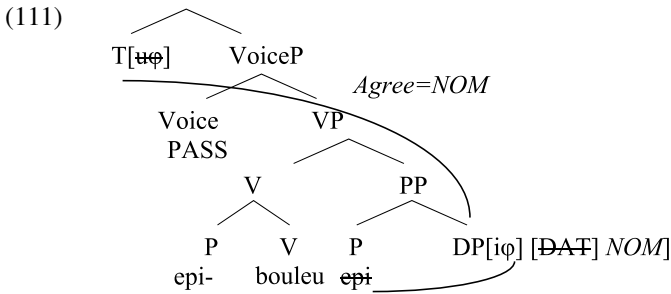 (111)
T[uφ] VoiceP
Agree=NOM
Voice VP
PASS
V PP
P V P DP[iφ] [DAT] NOM]
epi- bouleu epi